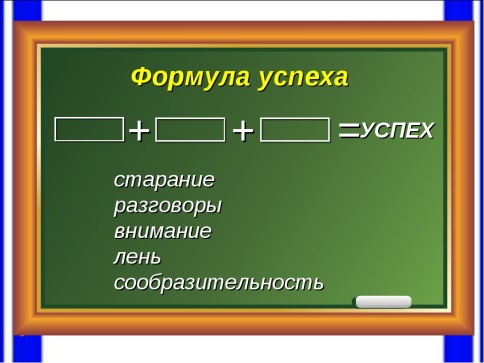 Формула успеха
+ + =УСПЕХ
старание
разговоры
внимание
лень
сообразительность